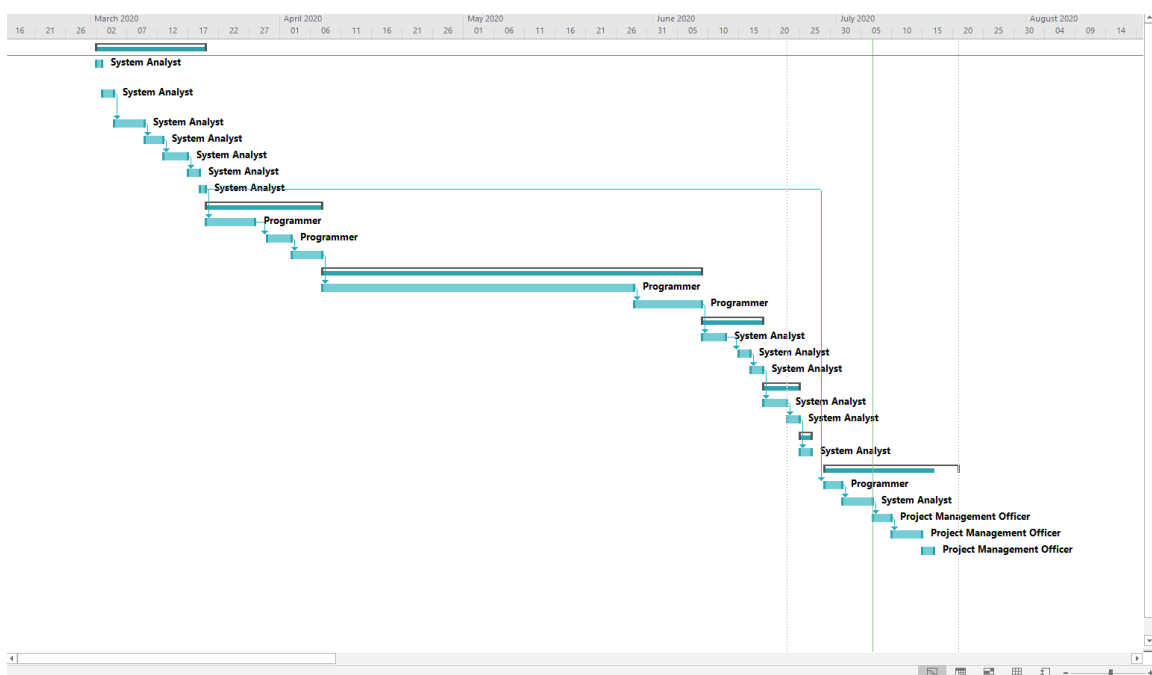 March 2020 April 2020 May 2020 June 2020 July 2020 August 2020
16 21 26 02 07 12 17 22 27 01 06 11 16 21 26 01 06 11 16 21 26 31 05 10 15 20 25 30 05 10 15 20 25 30 04 09 14
System Analyst
System Analyst
System Analyst
System Analyst
System Analyst
System Analyst
System Analyst
Programmer
Programmer
Programmer
Programmer
System Analyst
System Analyst
System Analyst
System Analyst
System Analyst
System Analyst
Programmer
System Analyst
Project Management Officer
Project Management Officer
Project Management Officer